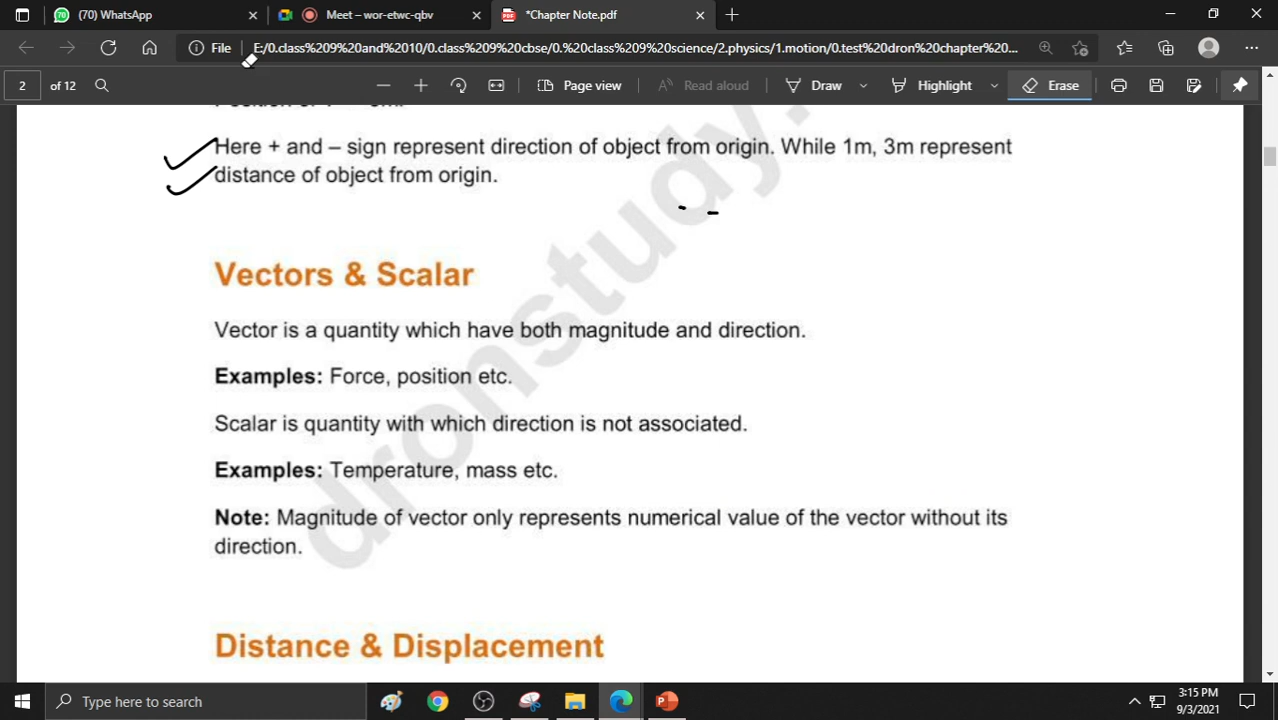 (70) WhatsApp
Meet – wor-etwc-qbv
*Chapter Note.pdf
File
E:/0.class%209%20and%2010/0.class%209%20cbse/0.%20class%209%20science/2.physics/1.motion/0.test%20dron%20chapter%20...
2 of 12
Page view
Read aloud
Draw
Highlight
Erase
Here + and – sign represent direction of object from origin. While 1m, 3m represent
distance of object from origin.
Vectors & Scalar
Vector is a quantity which have both magnitude and direction.
Examples: Force, position etc.
Scalar is quantity with which direction is not associated.
Examples: Temperature, mass etc.
Note: Magnitude of vector only represents numerical value of the vector without its
direction.
Distance & Displacement
dronstudy.
Type here to search
3:15 PM
9/3/2021